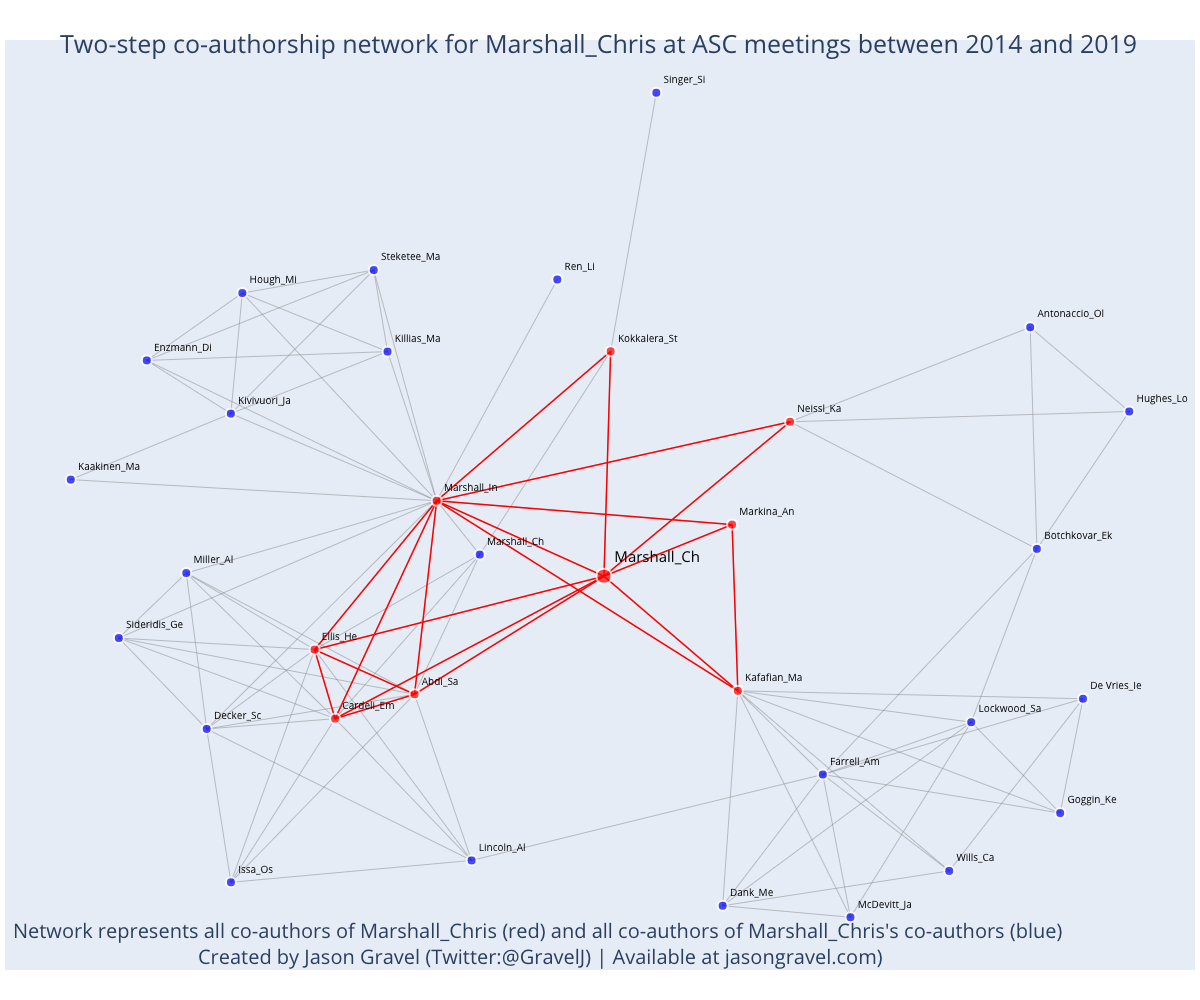 Two-step co-authorship network for Marshall_Chris at ASC meetings between 2014 and 2019
Singer_Si
Steketee_Ma
Ren_Li
Hough_Mi
Antonaccio_Ol
Killias_Ma
Kokkalera_St
Enzmann_Di
Hughes_Lo
Kivivuori_Ja
Neissl_Ka
Kaakinen_Ma
Marshall_In
Markina_An
Botchkovar_Ek
Marshall_Ch
Marshall_Ch
Miller_Al
Sideridis_Ge
Ellis_He
Kafafian_Ma
Abdi_Sa
De Vries_Ie
Cardeli_Em
Lockwood_Sa
Decker_Sc
Farrell_Am
Goggin_Ke
Lincoln_Al
Wills_Ca
Issa_Os
Dank_Me
McDevitt_Ja
Network represents all co-authors of Marshall_Chris (red) and all co-authors of Marshall_Chris's co-authors (blue)
Created by Jason Gravel (Twitter:@GravelJ) | Available at jasongravel.com)